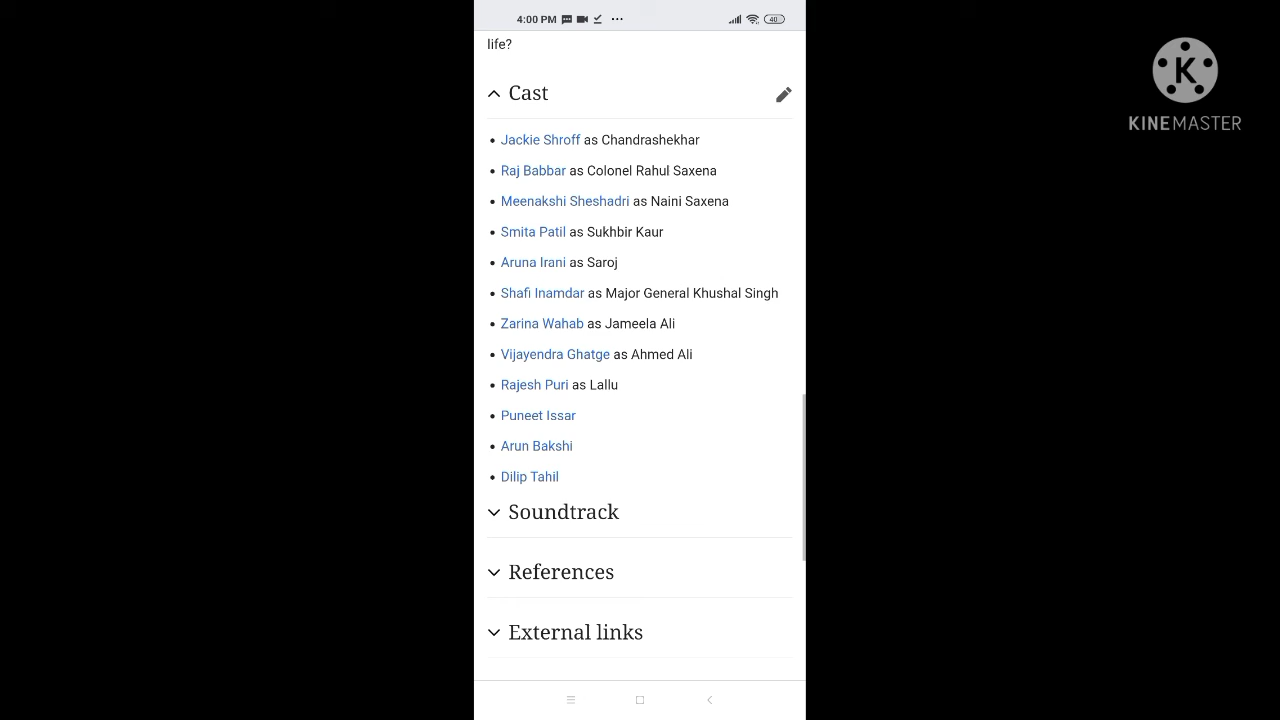 4:00 PM
40
life?
Cast
Jackie Shroff as Chandrashekhar
Raj Babbar as Colonel Rahul Saxena
Meenakshi Sheshadri as Naini Saxena
Smita Patil as Sukhbir Kaur
Aruna Irani as Saroj
Shafi Inamdar as Major General Khushal Singh
Zarina Wahab as Jameela Ali
Vijayendra Ghatge as Ahmed Ali
Rajesh Puri as Lallu
Puneet Issar
Arun Bakshi
Dilip Tahil
Soundtrack
References
External links
K
KINEMASTER